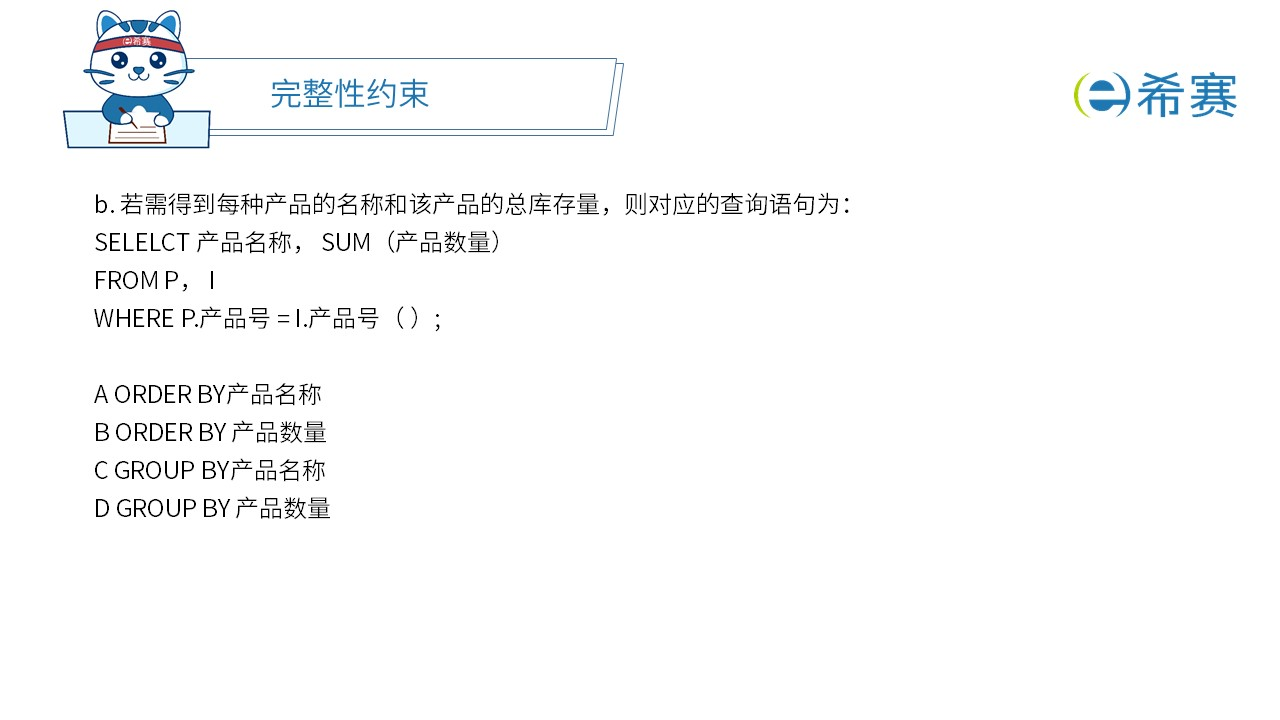 希赛
完整性约束
希赛
b. 若需得到每种产品的名称和该产品的总库存量，则对应的查询语句为：
SELELCT 产品名称， SUM（产品数量）
FROM P， I
WHERE P.产品号 = I.产品号（ ）;
A ORDER BY产品名称
B ORDER BY 产品数量
C GROUP BY产品名称
D GROUP BY 产品数量